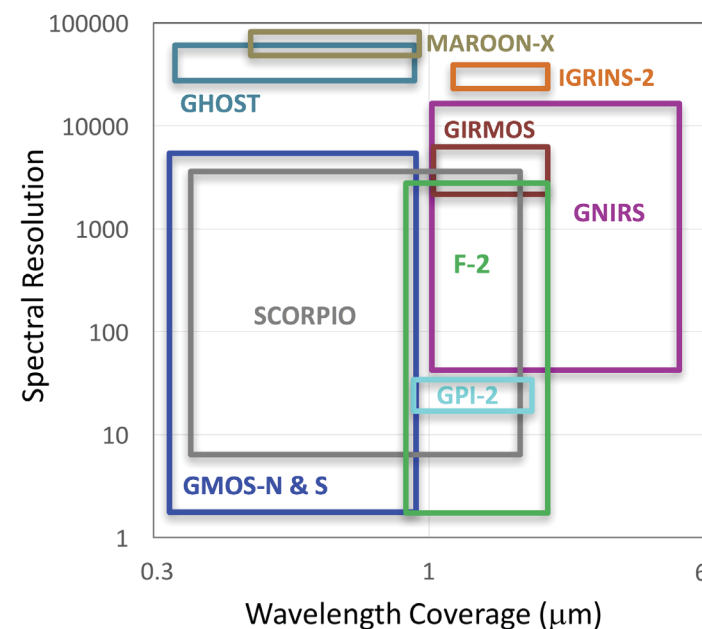 100000
MAROON-X
IGRINS-2
GHOST
10000
GIRMOS
GNIRS
1000
F-2
SCORPIO
100
GPI-2
10
GMOS-N & S
1
0.3
1
6
Spectral Resolution
Wavelength Coverage (μm)